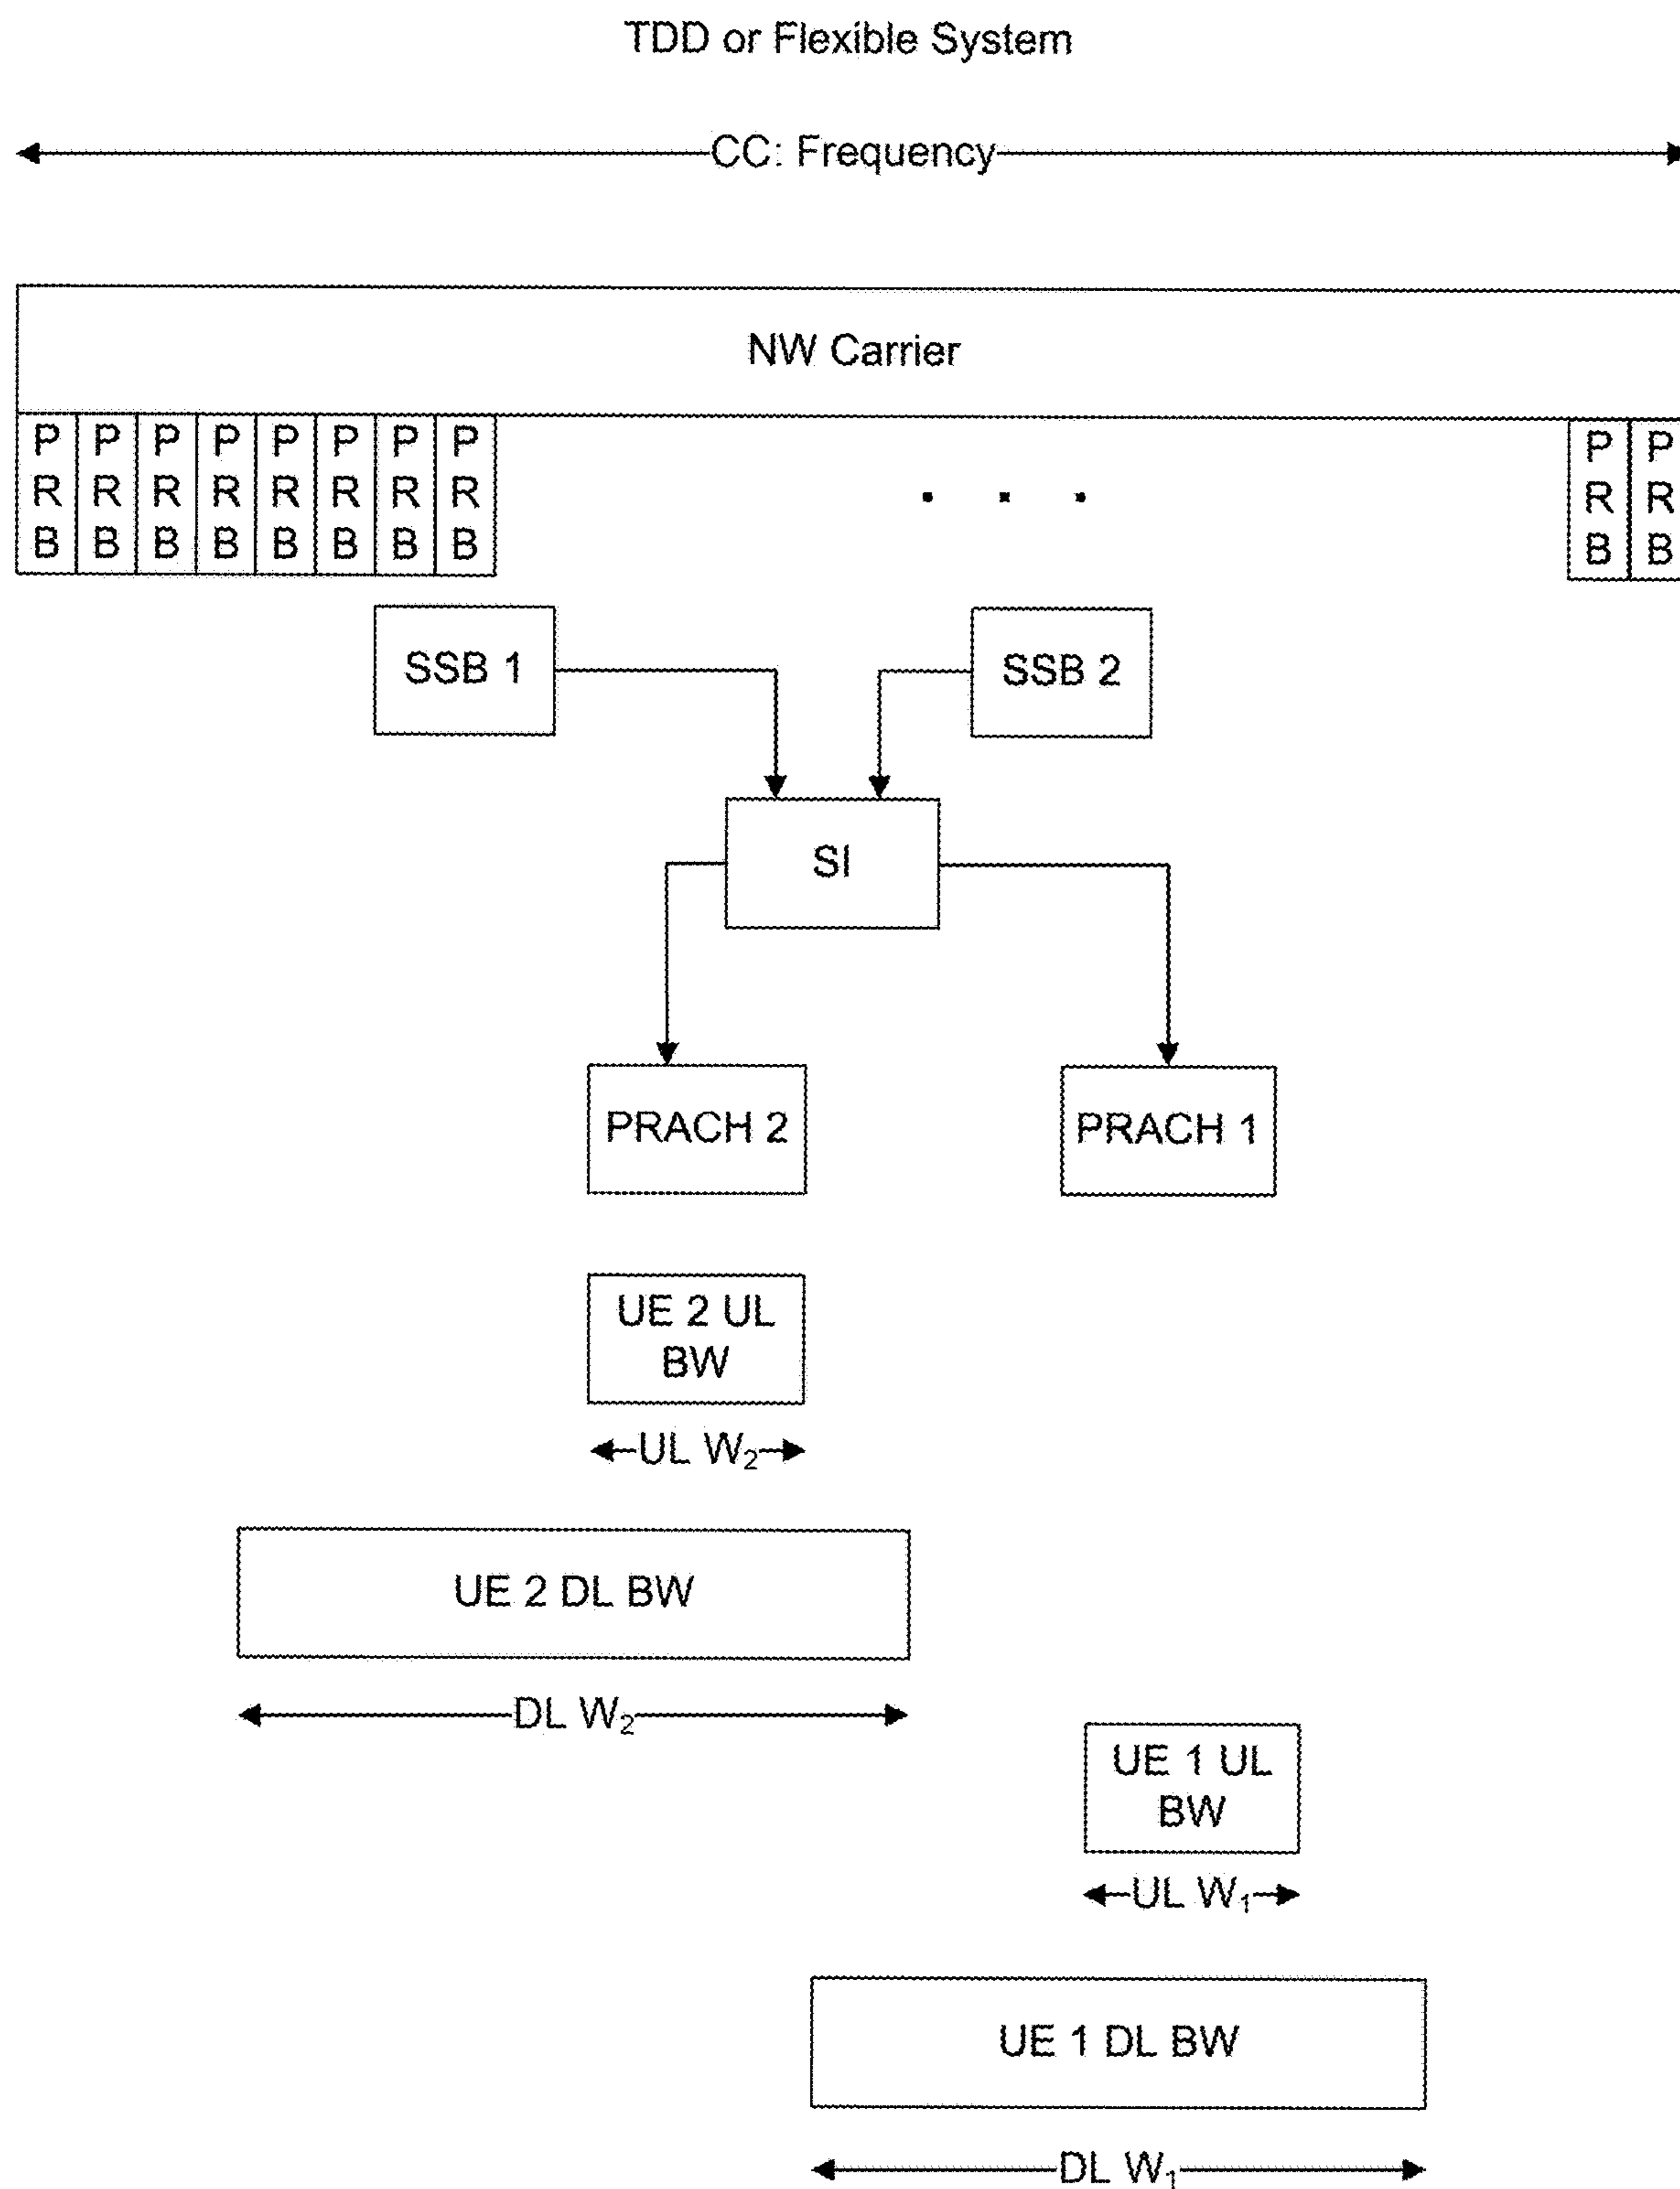 TDD or Flexible System
CC: Frequency
NW Carrier
P P P P P P P P P P
R R R R R R R R R R
B B B B B B B B B B
SSB 1
SSB 2
SI
PRACH 2
PRACH 1
UE 2 UL
BW
UL W₂
UE 2 DL BW
DL W₂
UE 1 UL
BW
UL W₁
UE 1 DL BW
DL W₁